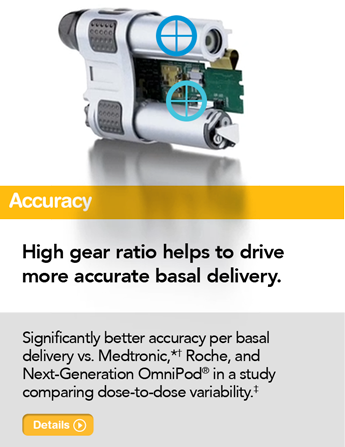 Accuracy
High gear ratio helps to drive
more accurate basal delivery.
Significantly better accuracy per basal
delivery vs. Medtronic,*† Roche, and
Next-Generation OmniPod® in a study
comparing dose-to-dose variability.‡
Details